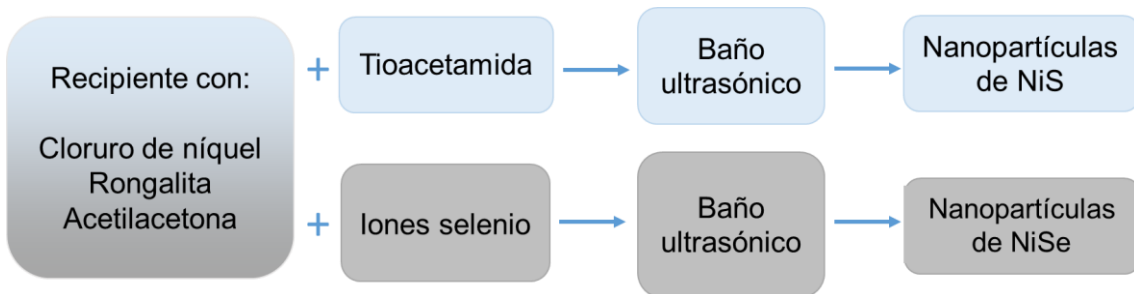 Recipiente con:
Cloruro de níquel
Rongalita
Acetilacetona
+
Tioacetamida
Baño
ultrasónico
Nanopartículas
de NiS
+
Iones selenio
Baño
ultrasónico
Nanopartículas
de NiSe